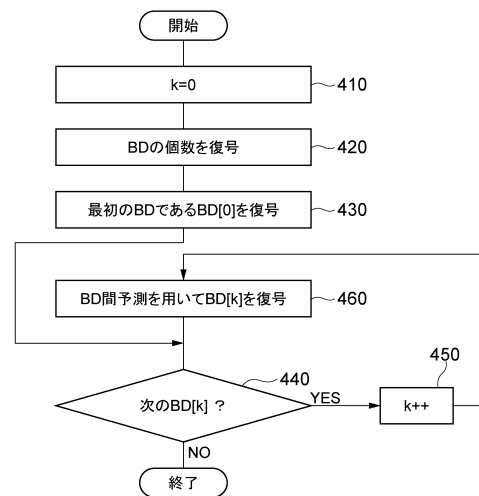 開始
k=0
410
BDの個数を復号
420
最初のBDであるBD[0]を復号
430
BD間予測を用いてBD[k]を復号
460
440
450
次のBD[k] ?
YES
k++
NO
終了